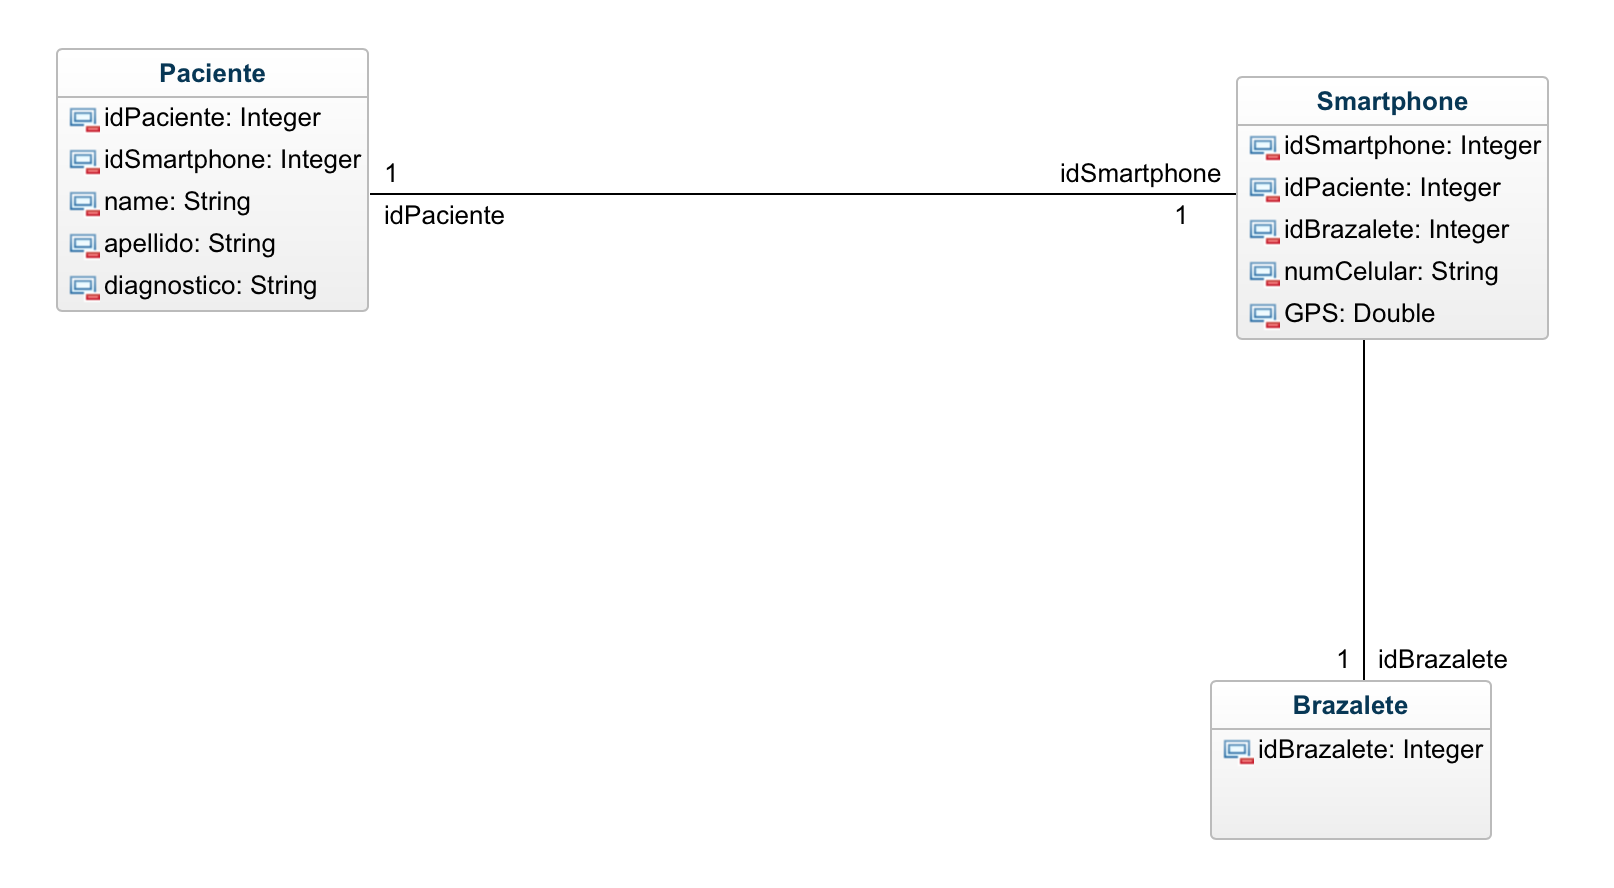 Paciente
idPaciente: Integer
idSmartphone: Integer
name: String
apellido: String
diagnostico: String
1
idPaciente
idSmartphone
1
Smartphone
idSmartphone: Integer
idPaciente: Integer
idBrazalete: Integer
numCelular: String
GPS: Double
1 idBrazalete
Brazalete
idBrazalete: Integer